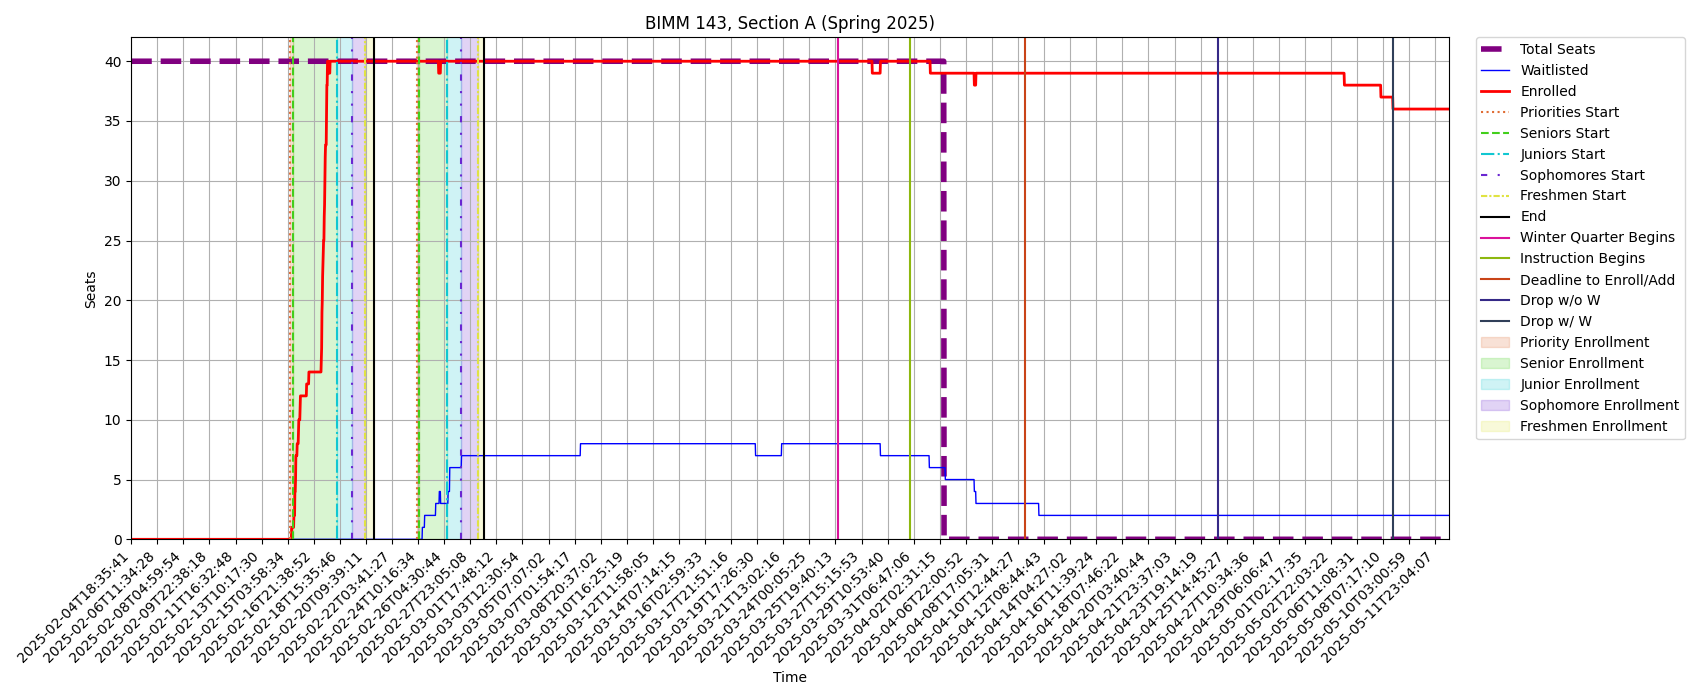 BIMM 143, Section A (Spring 2025)
Seats
40
35
30
25
20
15
10
5
0
2025-02-04T18:35:41
2025-02-06T11:34:28
2025-02-08T04:59:54
2025-02-09T22:38:18
2025-02-11T16:32:48
2025-02-13T10:17:30
2025-02-15T03:58:34
2025-02-16T21:38:52
2025-02-18T15:35:46
2025-02-20T09:39:11
2025-02-22T03:41:27
2025-02-24T10:16:34
2025-02-26T04:30:44
2025-02-27T23:05:08
2025-03-01T17:48:12
2025-03-03T12:30:54
2025-03-05T07:07:02
2025-03-07T01:54:17
2025-03-08T20:37:02
2025-03-10T16:25:19
2025-03-12T11:58:05
2025-03-14T07:14:15
2025-03-16T02:59:33
2025-03-17T21:51:16
2025-03-19T17:26:30
2025-03-21T13:02:16
2025-03-24T00:05:25
2025-03-25T19:40:13
2025-03-27T15:15:53
2025-03-29T10:53:40
2025-03-31T06:47:06
2025-04-02T02:31:15
2025-04-06T22:00:52
2025-04-08T17:05:31
2025-04-10T12:44:27
2025-04-12T08:44:43
2025-04-14T04:27:02
2025-04-16T11:39:24
2025-04-18T07:46:22
2025-04-20T03:40:44
2025-04-21T23:37:03
2025-04-23T19:14:19
2025-04-25T14:45:27
2025-04-27T10:34:36
2025-04-29T06:06:47
2025-05-01T02:17:35
2025-05-02T22:03:22
2025-05-06T11:08:31
2025-05-08T07:17:10
2025-05-10T03:00:59
2025-05-11T23:04:07
Time
Total Seats
Waitlisted
Enrolled
Priorities Start
Seniors Start
Juniors Start
Sophomores Start
Freshmen Start
End
Winter Quarter Begins
Instruction Begins
Deadline to Enroll/Add
Drop w/o W
Drop w/ W
Priority Enrollment
Senior Enrollment
Junior Enrollment
Sophomore Enrollment
Freshmen Enrollment